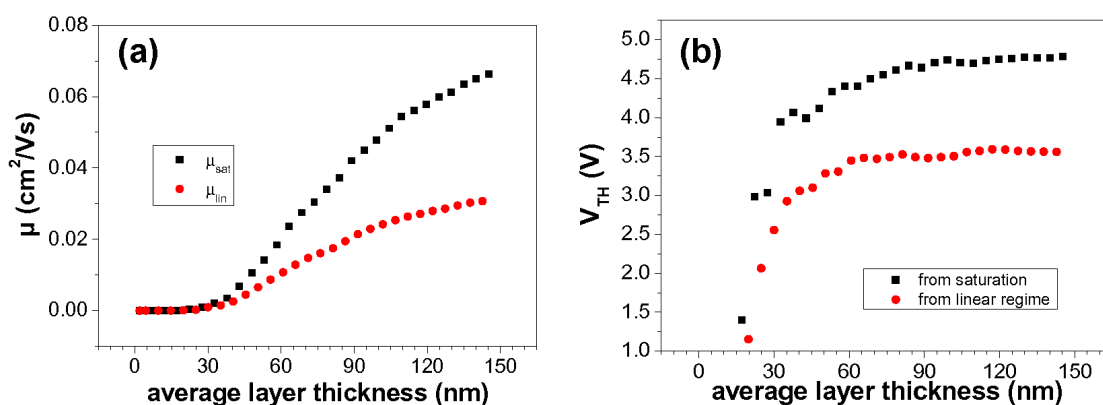 (a)
0.08
0.06
0.04
0.02
0.00
μ (cm²/Vs)
μsat
μlin
0 30 60 90 120 150
average layer thickness (nm)
(b)
5.0
4.5
4.0
3.5
3.0
2.5
2.0
1.5
1.0
VTH (V)
from saturation
from linear regime
0 30 60 90 120 150
average layer thickness (nm)